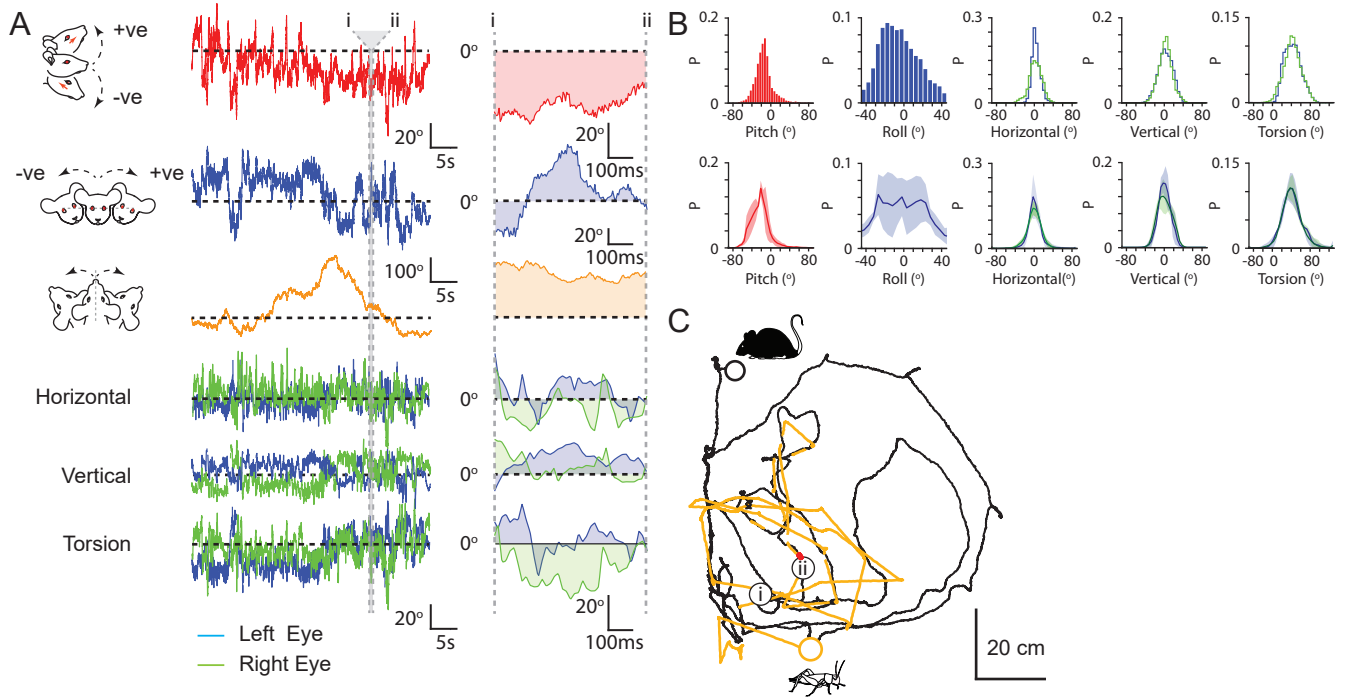 A
+ve
-ve
i
ii
20°
5s
i
ii
0°
20°
100ms
-ve
+ve
100°
5s
0°
20°
100ms
Horizontal
0°
Vertical
0°
Torsion
0°
20°
5s
20°
100ms
Left Eye
Right Eye
B
0.2
P
0
-80
0
80
Pitch (°)
0.1
P
0
-40
0
40
Roll (°)
0.3
P
0
-80
0
80
Horizontal (°)
0.2
P
0
-80
0
80
Vertical (°)
0.15
P
0
-80
0
80
Torsion (°)
0.2
P
0
-80
0
80
Pitch (°)
0.1
P
0
-40
0
40
Roll (°)
0.3
P
0
-80
0
80
Horizontal(°)
0.2
P
0
-80
0
80
Vertical (°)
0.15
P
0
-80
0
80
Torsion (°)
C
ii
i
20 cm